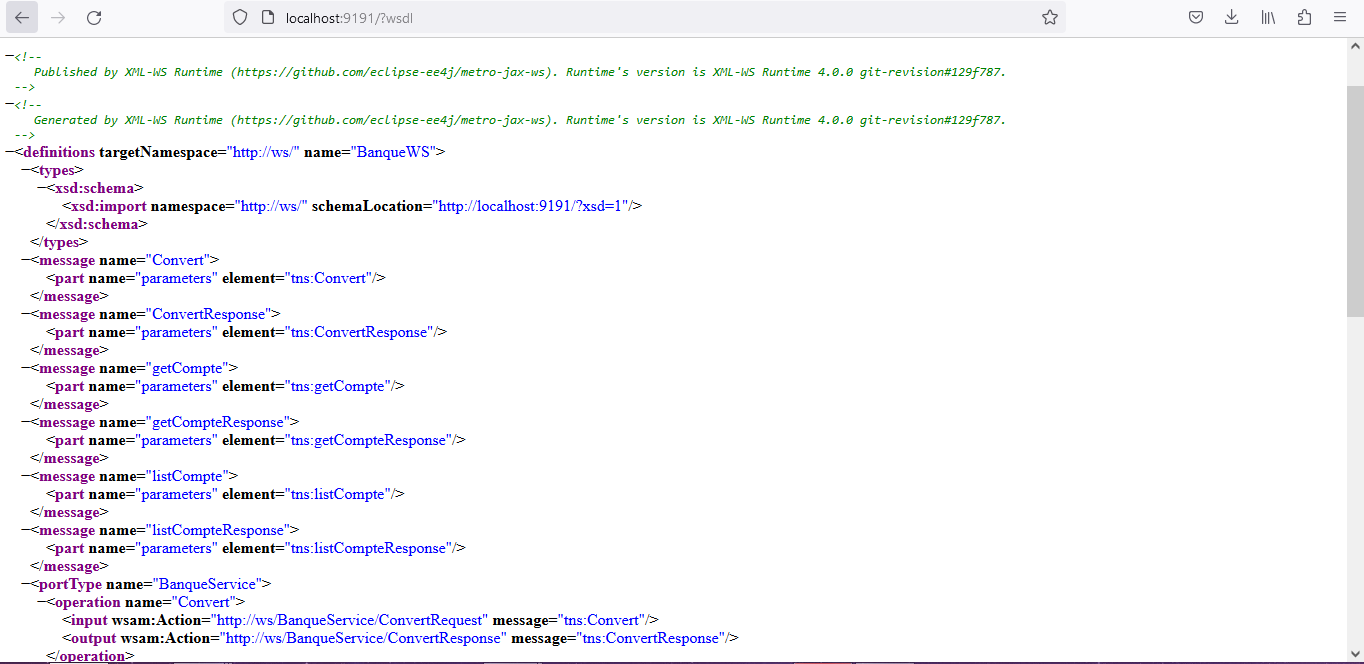 localhost:9191/?wsdl
−<!--
Published by XML-WS Runtime (https://github.com/eclipse-ee4j/metro-jax-ws). Runtime's version is XML-WS Runtime 4.0.0 git-revision#129f787.
-->
−<!--
Generated by XML-WS Runtime (https://github.com/eclipse-ee4j/metro-jax-ws). Runtime's version is XML-WS Runtime 4.0.0 git-revision#129f787.
-->
−<definitions targetNamespace="http://ws/" name="BanqueWS">
−<types>
−<xsd:schema>
<xsd:import namespace="http://ws/" schemaLocation="http://localhost:9191/?xsd=1"/>
</xsd:schema>
</types>
−<message name="Convert">
<part name="parameters" element="tns:Convert"/>
</message>
−<message name="ConvertResponse">
<part name="parameters" element="tns:ConvertResponse"/>
</message>
−<message name="getCompte">
<part name="parameters" element="tns:getCompte"/>
</message>
−<message name="getCompteResponse">
<part name="parameters" element="tns:getCompteResponse"/>
</message>
−<message name="listCompte">
<part name="parameters" element="tns:listCompte"/>
</message>
−<message name="listCompteResponse">
<part name="parameters" element="tns:listCompteResponse"/>
</message>
−<portType name="BanqueService">
−<operation name="Convert">
<input wsam:Action="http://ws/BanqueService/ConvertRequest" message="tns:Convert"/>
<output wsam:Action="http://ws/BanqueService/ConvertResponse" message="tns:ConvertResponse"/>
</operation>